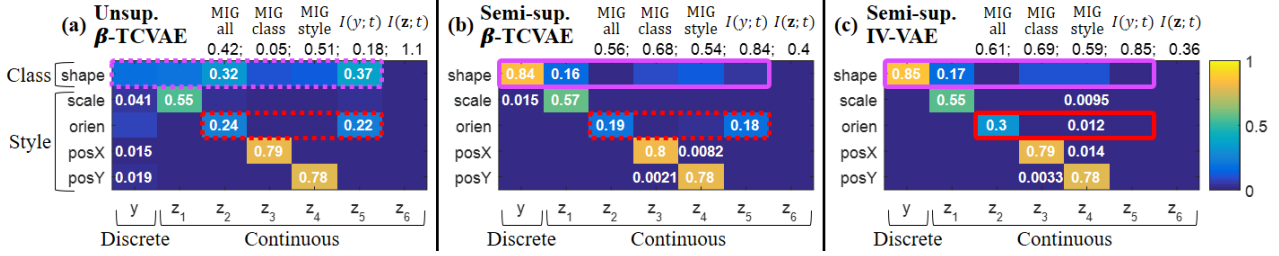 (a) Unsup. β-TCVAE
MIG all MIG class MIG style I(y; t) I(z; t)
0.42; 0.05; 0.51; 0.18; 1.1
Class
Style
shape 0.32 0.37
scale 0.041 0.55
orien 0.24 0.22
posX 0.015 0.79
posY 0.019 0.78
y z1 z2 z3 z4 z5 z6
Discrete Continuous
(b) Semi-sup. β-TCVAE
MIG all MIG class MIG style I(y; t) I(z; t)
0.56; 0.68; 0.54; 0.84; 0.4
shape 0.84 0.16
scale 0.015 0.57
orien 0.19 0.18
posX 0.8 0.0082
posY 0.0021 0.78
y z1 z2 z3 z4 z5 z6
Discrete Continuous
(c) Semi-sup. IV-VAE
MIG all MIG class MIG style I(y; t) I(z; t)
0.61; 0.69; 0.59; 0.85; 0.36
shape 0.85 0.17
scale 0.55 0.0095
orien 0.3 0.012
posX 0.79 0.014
posY 0.0033 0.78
y z1 z2 z3 z4 z5 z6
Discrete Continuous
1
0.5
0